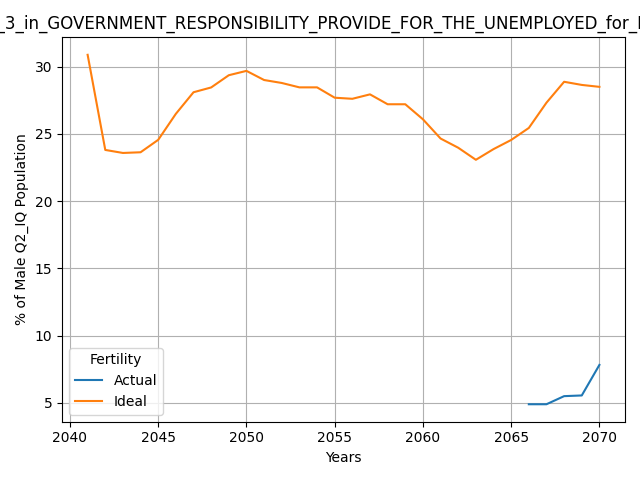 _3_in_GOVERNMENT_RESPONSIBILITY_PROVIDE_FOR_THE_UNEMPLOYED_for_
30
25
20
15
10
5
% of Male Q2_IQ Population
Fertility
Actual
Ideal
2040
2045
2050
2055
2060
2065
2070
Years